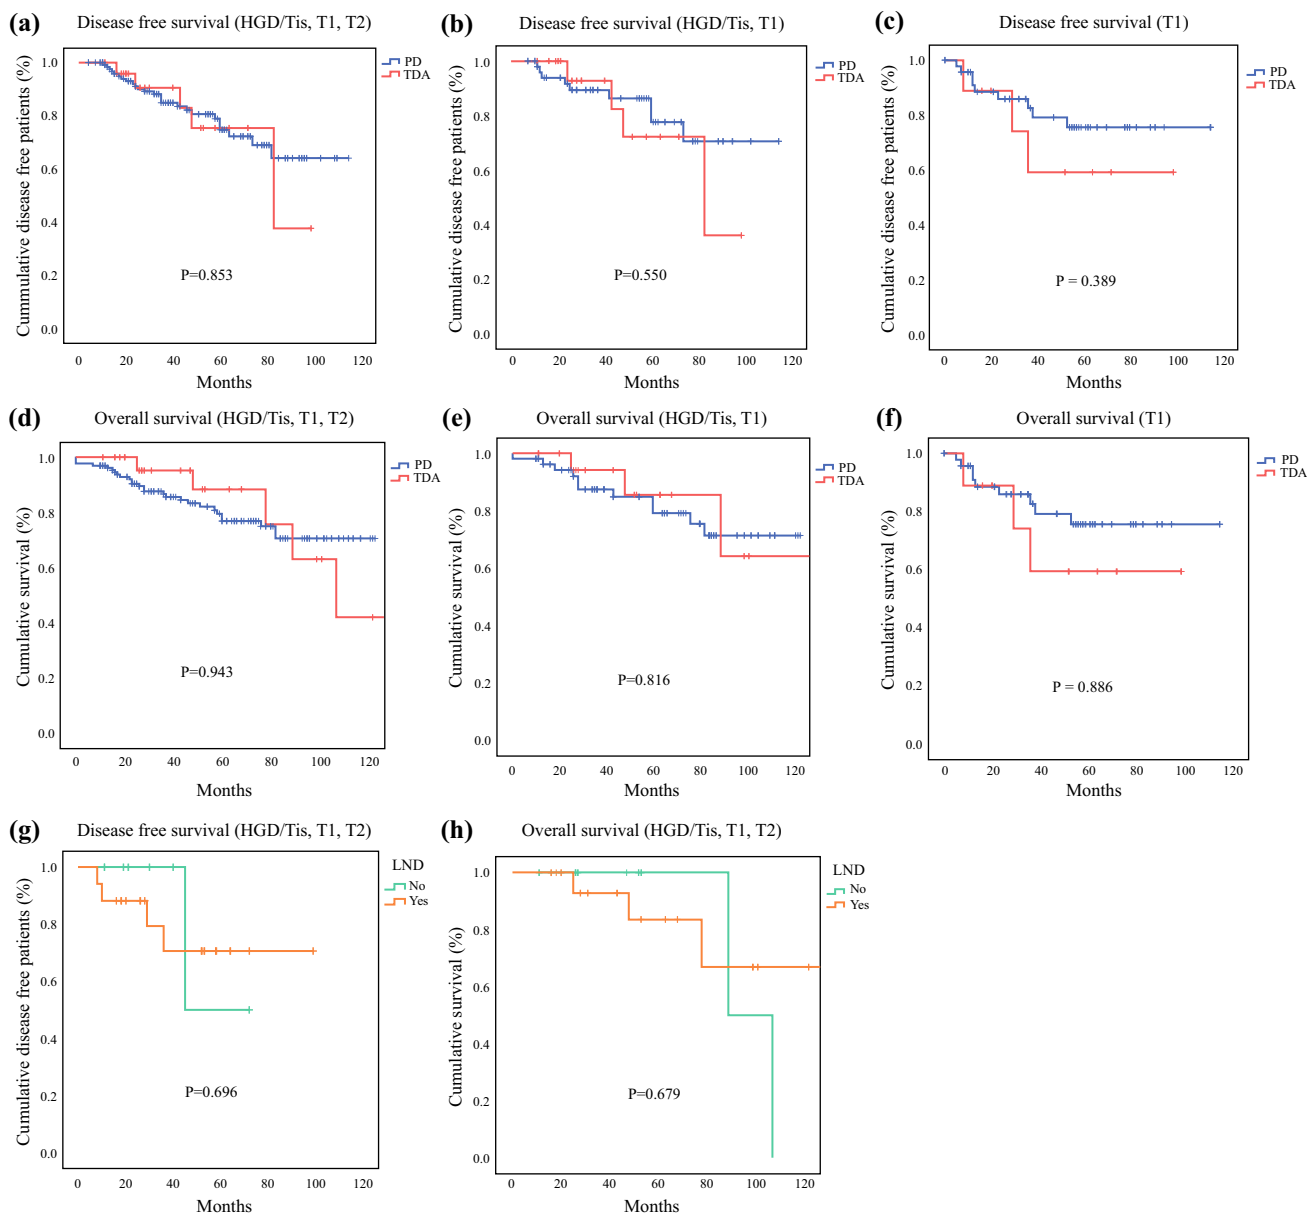 (a) Disease free survival (HGD/Tis, T1, T2)
Cummulative disease free patients (%)
1.0
0.8
0.6
0.4
0.2
0.0
PD
TDA
P=0.853
0 20 40 60 80 100 120
Months
(b) Disease free survival (HGD/Tis, T1)
Cumulative disease free patients (%)
1.0
0.8
0.6
0.4
0.2
0.0
PD
TDA
P=0.550
0 20 40 60 80 100 120
Months
(c) Disease free survival (T1)
Cumulative disease free patients (%)
1.0
0.8
0.6
0.4
0.2
0.0
PD
TDA
P = 0.389
0 20 40 60 80 100 120
Months
(d) Overall survival (HGD/Tis, T1, T2)
Cumulative survival (%)
1.0
0.8
0.6
0.4
0.2
0.0
PD
TDA
P=0.943
0 20 40 60 80 100 120
Months
(e) Overall survival (HGD/Tis, T1)
Cumulative survival (%)
1.0
0.8
0.6
0.4
0.2
0.0
PD
TDA
P=0.816
0 20 40 60 80 100 120
Months
(f) Overall survival (T1)
Cumulative survival (%)
1.0
0.8
0.6
0.4
0.2
0.0
PD
TDA
P = 0.886
0 20 40 60 80 100 120
Months
(g) Disease free survival (HGD/Tis, T1, T2)
Cumulative disease free patients (%)
1.0
0.8
0.6
0.4
0.2
0.0
LND
No
Yes
P=0.696
0 20 40 60 80 100 120
Months
(h) Overall survival (HGD/Tis, T1, T2)
Cumulative survival (%)
1.0
0.8
0.6
0.4
0.2
0.0
LND
No
Yes
P=0.679
0 20 40 60 80 100 120
Months